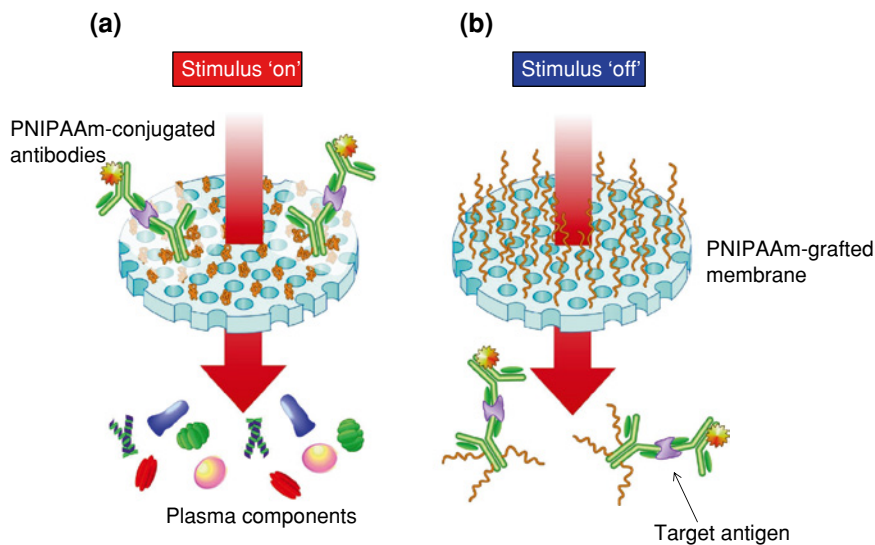 (a)
Stimulus 'on'
PNIPAAm-conjugated
antibodies
Plasma components
(b)
Stimulus 'off'
PNIPAAm-grafted
membrane
Target antigen